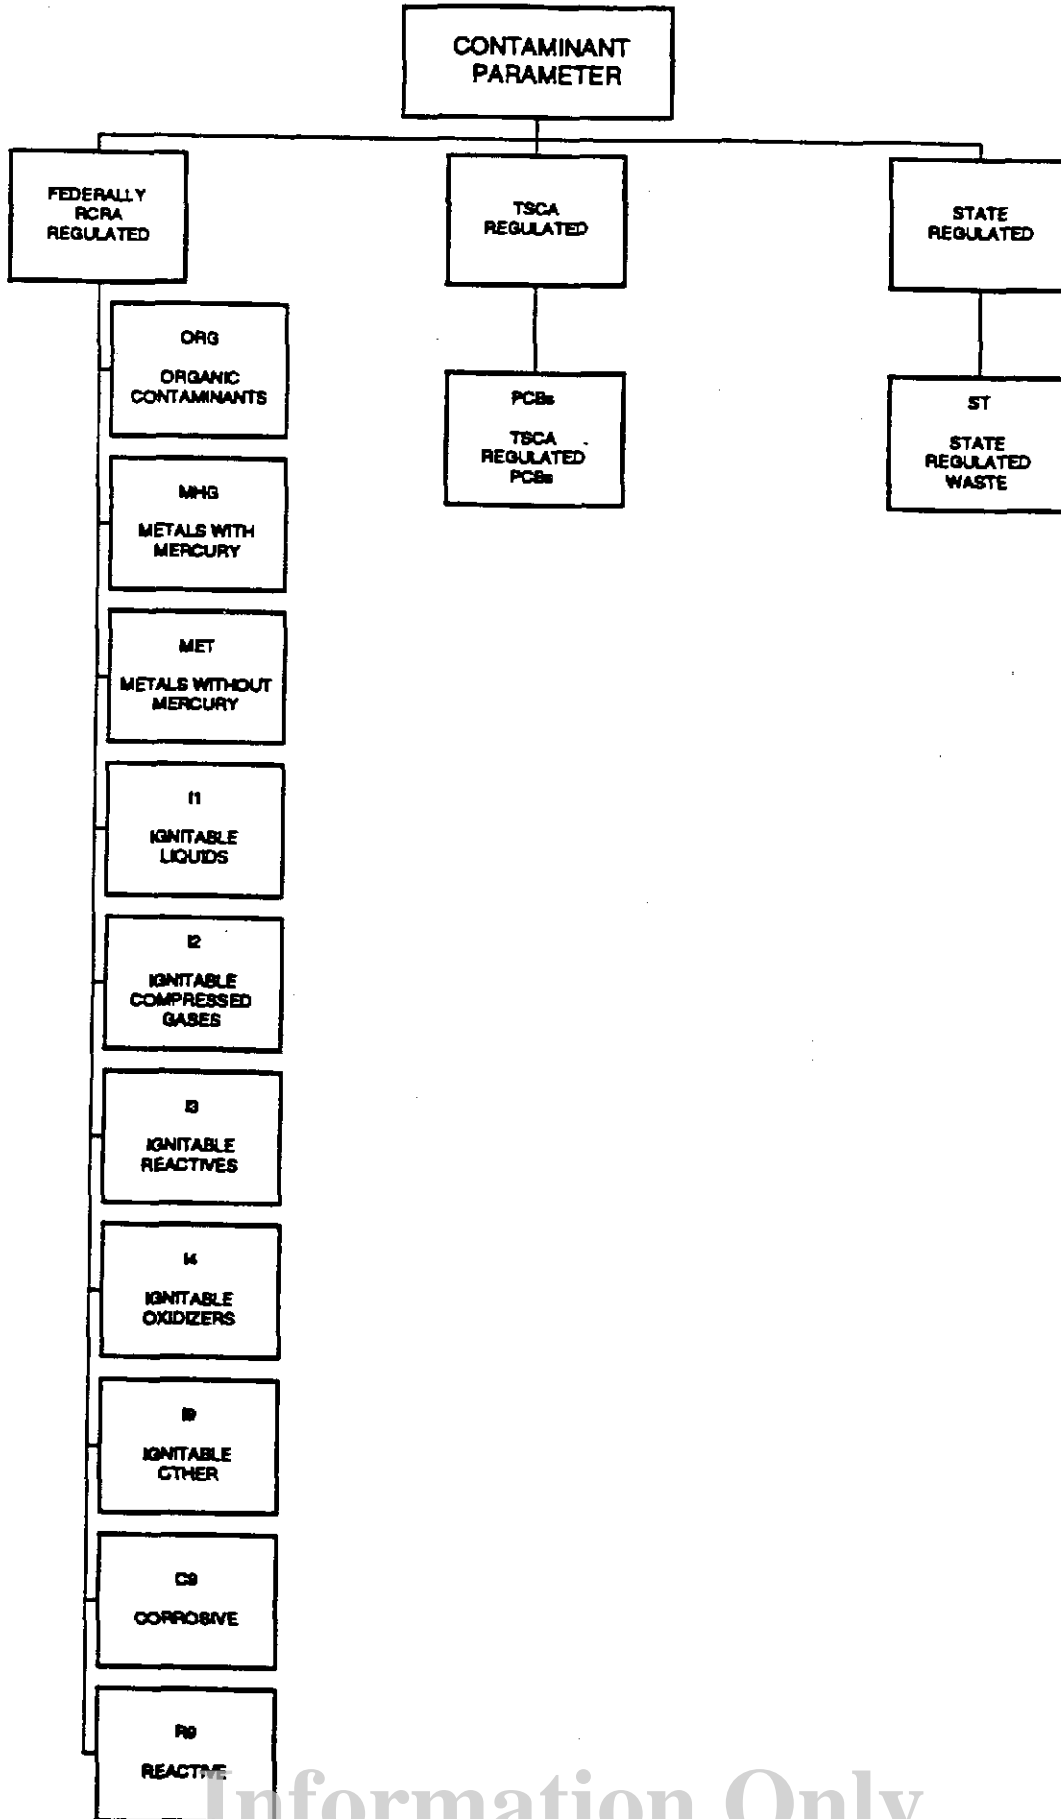 CONTAMINANT
PARAMETER
FEDERALLY
RCRA
REGULATED
TSCA
REGULATED
STATE
REGULATED
ORG
ORGANIC
CONTAMINANTS
MHG
METALS WITH
MERCURY
MET
METALS WITHOUT
MERCURY
I1
IGNITABLE
LIQUIDS
I2
IGNITABLE
COMPRESSED
GASES
I3
IGNITABLE
REACTIVES
I4
IGNITABLE
OXIDIZERS
I9
IGNITABLE
OTHER
C9
CORROSIVE
R9
REACTIVE
PCBs
TSCA
REGULATED
PCBs
ST
STATE
REGULATED
WASTE
Information Only